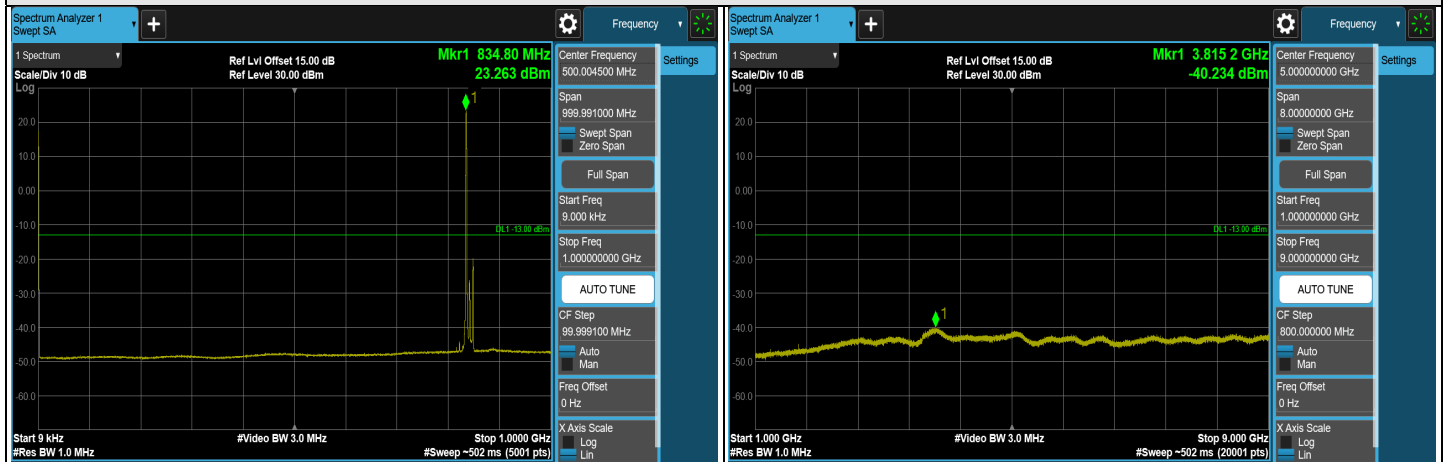 Spectrum Analyzer 1
Swept SA
+
Frequency
1 Spectrum
Scale/Div 10 dB
Log
Ref Lvl Offset 15.00 dB
Ref Level 30.00 dBm
Mkr1 834.80 MHz
23.263 dBm
1
20.0
10.0
0.00
-10.0
-20.0
-30.0
-40.0
-50.0
-60.0
DL1 -13.00 dBm
Start 9 kHz
#Res BW 1.0 MHz
#Video BW 3.0 MHz
Stop 1.0000 GHz
#Sweep ~502 ms (5001 pts)
Center Frequency
500.004500 MHz
Span
999.991000 MHz
Swept Span
Zero Span
Full Span
Start Freq
9.000 kHz
Stop Freq
1.000000000 GHz
AUTO TUNE
CF Step
99.999100 MHz
Auto
Man
Freq Offset
0 Hz
X Axis Scale
Log
Lin
Settings
Spectrum Analyzer 1
Swept SA
+
Frequency
1 Spectrum
Scale/Div 10 dB
Log
Ref Lvl Offset 15.00 dB
Ref Level 30.00 dBm
Mkr1 3.815 2 GHz
-40.234 dBm
1
20.0
10.0
0.00
-10.0
-20.0
-30.0
-40.0
-50.0
-60.0
DL1 -13.00 dBm
Start 1.000 GHz
#Res BW 1.0 MHz
#Video BW 3.0 MHz
Stop 9.000 GHz
#Sweep ~502 ms (20001 pts)
Center Frequency
5.000000000 GHz
Span
8.00000000 GHz
Swept Span
Zero Span
Full Span
Start Freq
1.000000000 GHz
Stop Freq
9.000000000 GHz
AUTO TUNE
CF Step
800.000000 MHz
Auto
Man
Freq Offset
0 Hz
X Axis Scale
Log
Lin
Settings